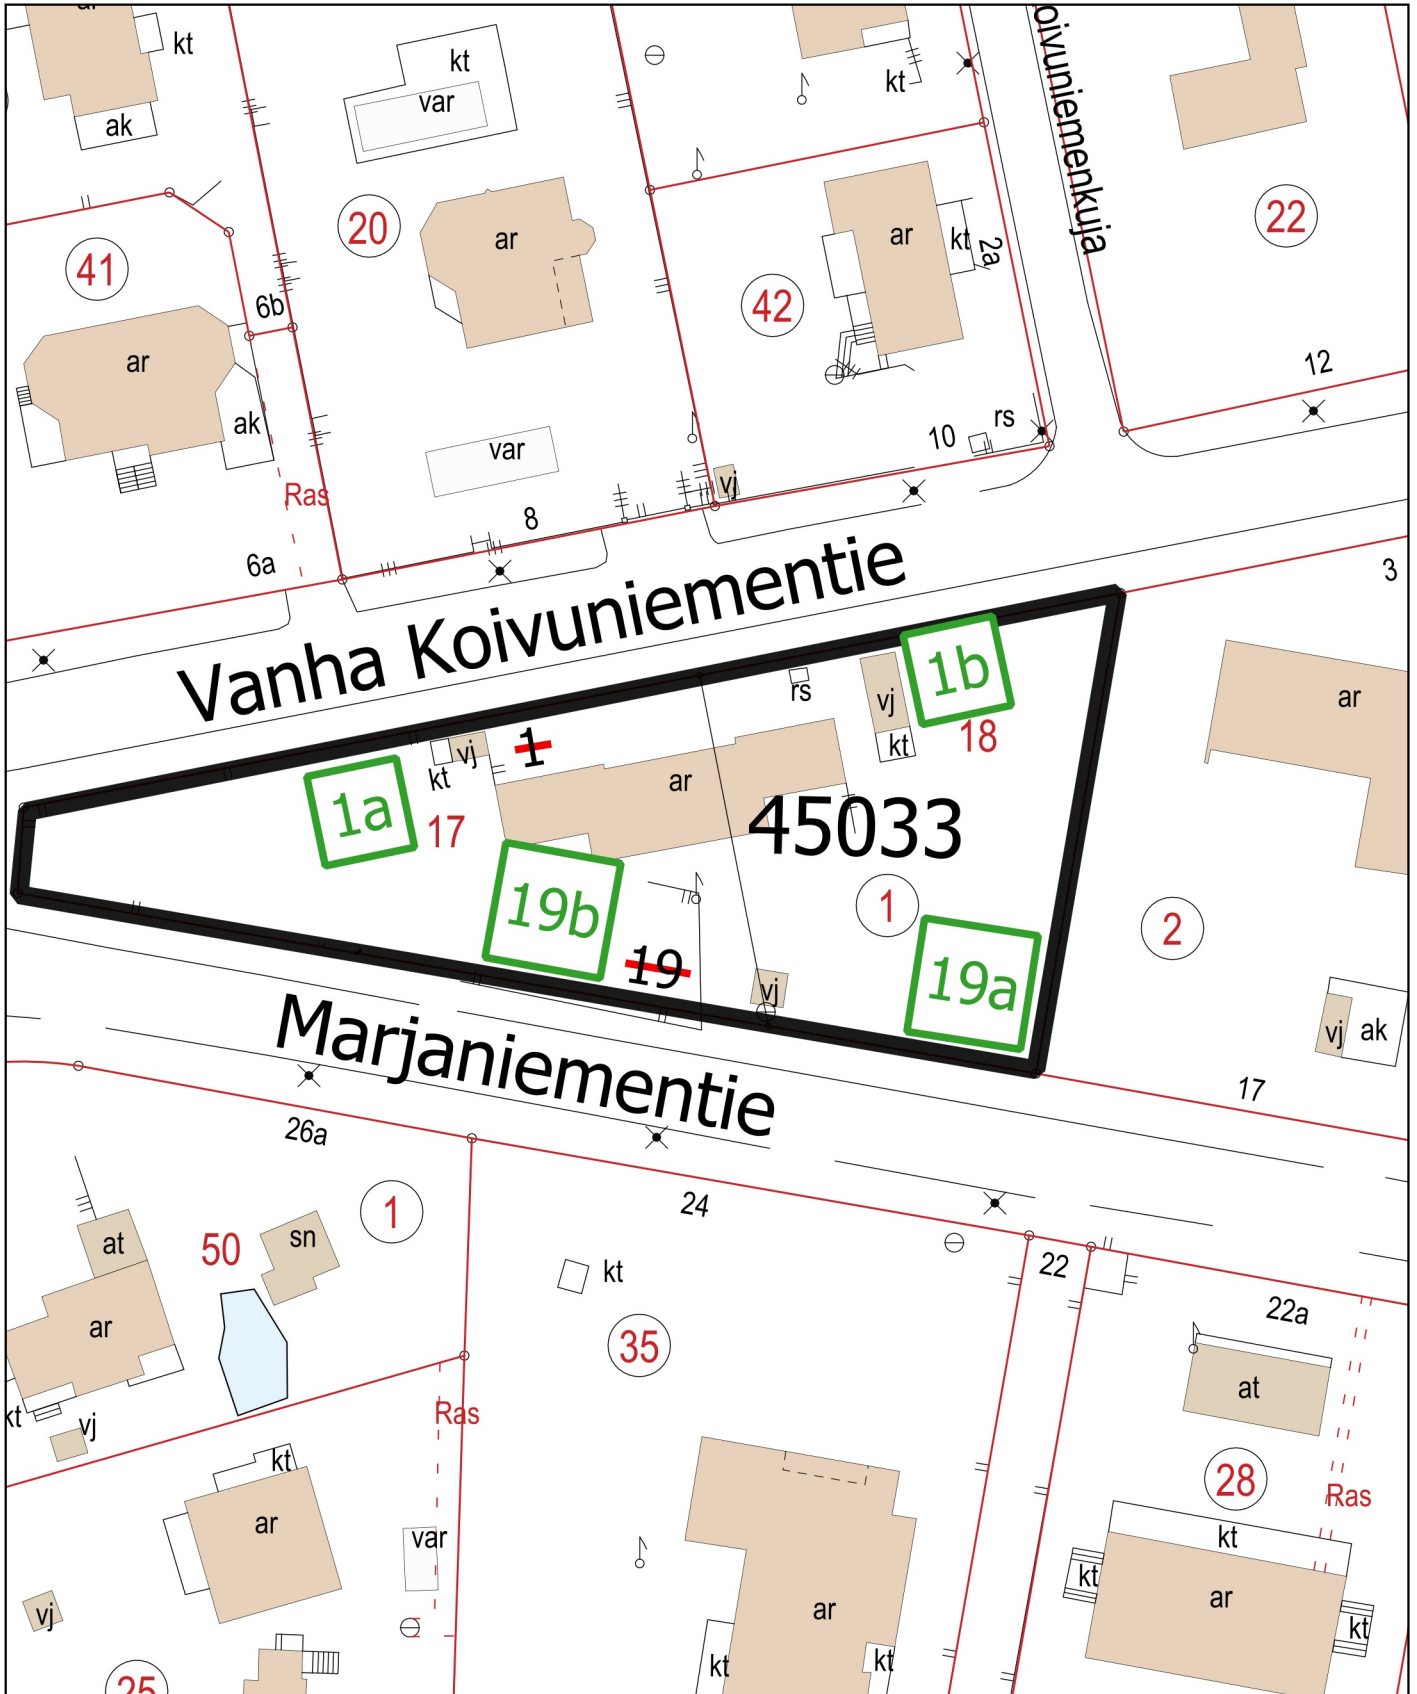 ar
kt
ak
kt
var
kt
oivuniemenkuja
20
ar
41
6b
ar
ak
42
ar
kt
2a
22
12
rs
10
var
vj
Ras
8
6a
3
Vanha Koivuniementie
1b
18
rs
vj
kt
1
vj
kt
ar
ar
1a
17
45033
19b
1
2
19
19a
vj
vj
ak
Marjaniementie
17
26a
24
1
50
at
sn
kt
22
22a
ar
35
at
kt
vj
Ras
kt
28
Ras
ar
var
kt
kt
ar
ar
vj
kt
kt
kt
25